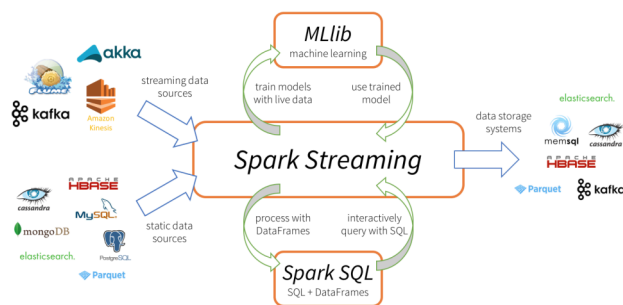 MLlib
machine learning
akka
flume
kafka
Amazon
Kinesis
streaming data
sources
train models
with live data
use trained
model
data storage
systems
elasticsearch.
memsql
cassandra
APACHE
HBASE
Parquet
kafka
Spark Streaming
APACHE
HBASE
cassandra
MySQL
mongoDB
PostgreSQL
elasticsearch.
Parquet
static data
sources
process with
DataFrames
interactively
query with SQL
Spark SQL
SQL + DataFrames